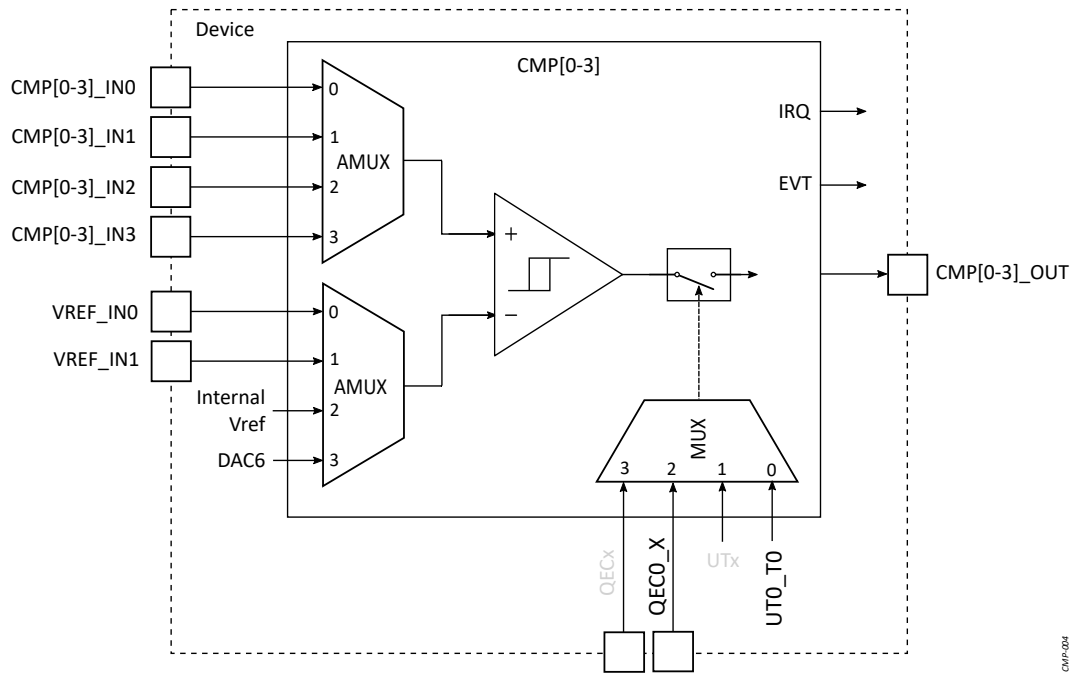 Device
CMP[0-3]
CMP[0-3]_IN0
0
CMP[0-3]_IN1
1
AMUX
CMP[0-3]_IN2
2
CMP[0-3]_IN3
3
IRQ
EVT
+
−
CMP[0-3]_OUT
VREF_IN0
0
VREF_IN1
1
AMUX
Internal
Vref
2
DAC6
3
MUX
3 2 1 0
QECx
QEC0_X
UTx
UT0_T0
CMP-004